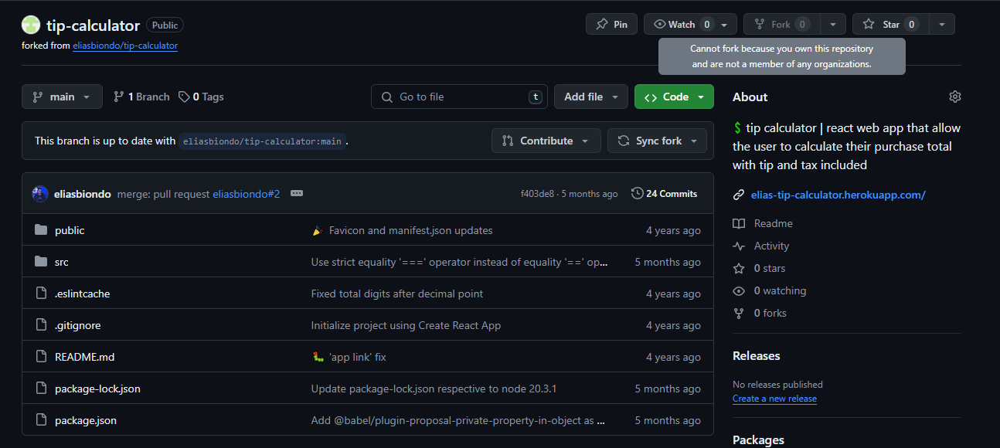 tip-calculator Public Pin Watch 0 Fork 0 Star 0
forked from eliasbiondo/tip-calculator
Cannot fork because you own this repository
and are not a member of any organizations.
main 1 Branch 0 Tags Go to file t Add file Code
This branch is up to date with eliasbiondo/tip-calculator:main . Contribute Sync fork
eliasbiondo merge: pull request eliasbiondo#2 f403de8 · 5 months ago 24 Commits
public 🎉 Favicon and manifest.json updates 4 years ago
src Use strict equality '===' operator instead of equality '==' op... 5 months ago
.eslintcache Fixed total digits after decimal point 4 years ago
.gitignore Initialize project using Create React App 4 years ago
README.md 🐛 'app link' fix 4 years ago
package-lock.json Update package-lock.json respective to node 20.3.1 5 months ago
package.json Add @babel/plugin-proposal-private-property-in-object as ... 5 months ago
About
💲 tip calculator | react web app that allow
the user to calculate their purchase total
with tip and tax included
elias-tip-calculator.herokuapp.com/
Readme
Activity
0 stars
0 watching
0 forks
Releases
No releases published
Create a new release
Packages